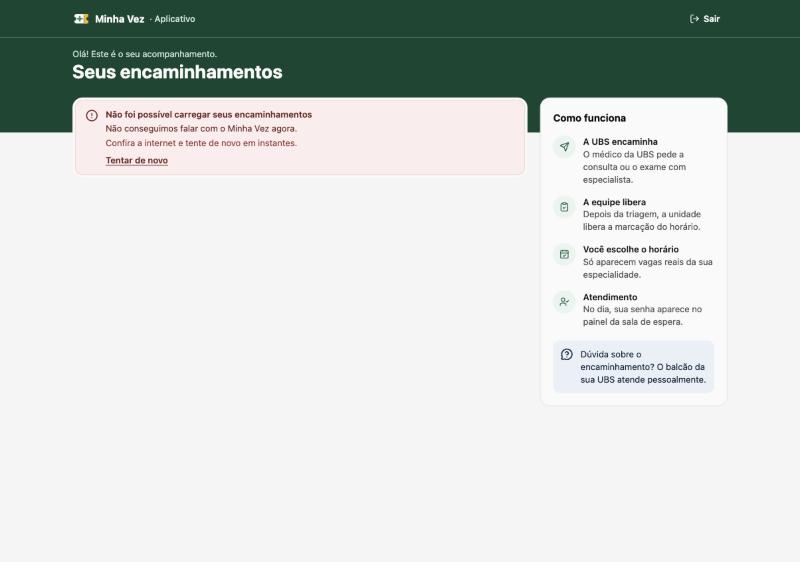 Minha Vez · Aplicativo
Sair
Olá! Este é o seu acompanhamento.
Seus encaminhamentos
Não foi possível carregar seus encaminhamentos
Não conseguimos falar com o Minha Vez agora.
Confira a internet e tente de novo em instantes.
Tentar de novo
Como funciona
A UBS encaminha
O médico da UBS pede a
consulta ou o exame com
especialista.
A equipe libera
Depois da triagem, a unidade
libera a marcação do horário.
Você escolhe o horário
Só aparecem vagas reais da sua
especialidade.
Atendimento
No dia, sua senha aparece no
painel da sala de espera.
Dúvida sobre o
encaminhamento? O balcão da
sua UBS atende pessoalmente.